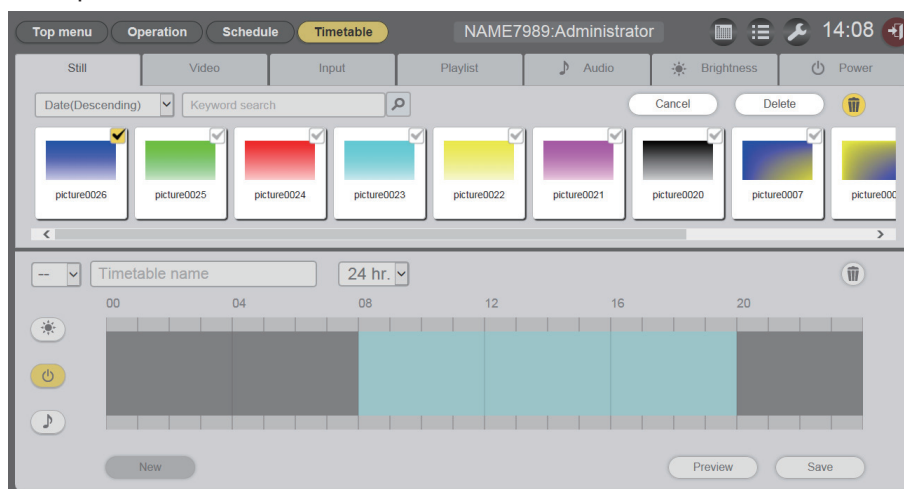 Top menu Operation Schedule Timetable NAME7989:Administrator 14:08
Still Video Input Playlist Audio Brightness Power
Date(Descending) Keyword search Cancel Delete
picture0026 picture0025 picture0024 picture0023 picture0022 picture0021 picture0020 picture0007 picture000
-- Timetable name 24 hr.
00 04 08 12 16 20
New Preview Save